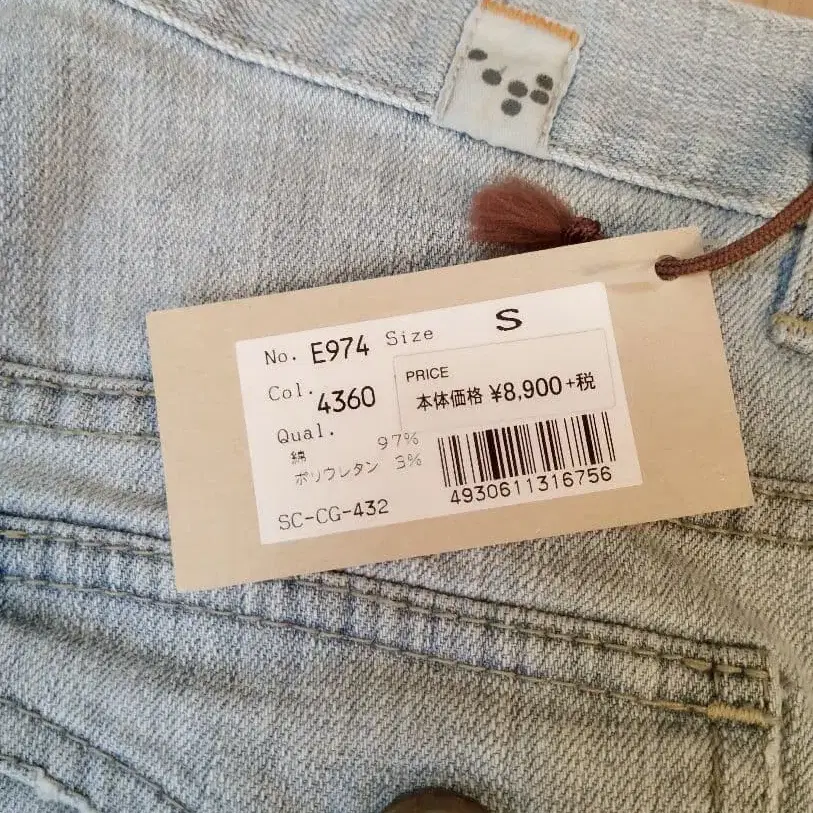 No. E974 Size S
Col. 4360
PRICE
本体価格 ¥8,900+税
Qual.
綿 97%
ポリウレタン 3%
4930611316756
SC-CG-432